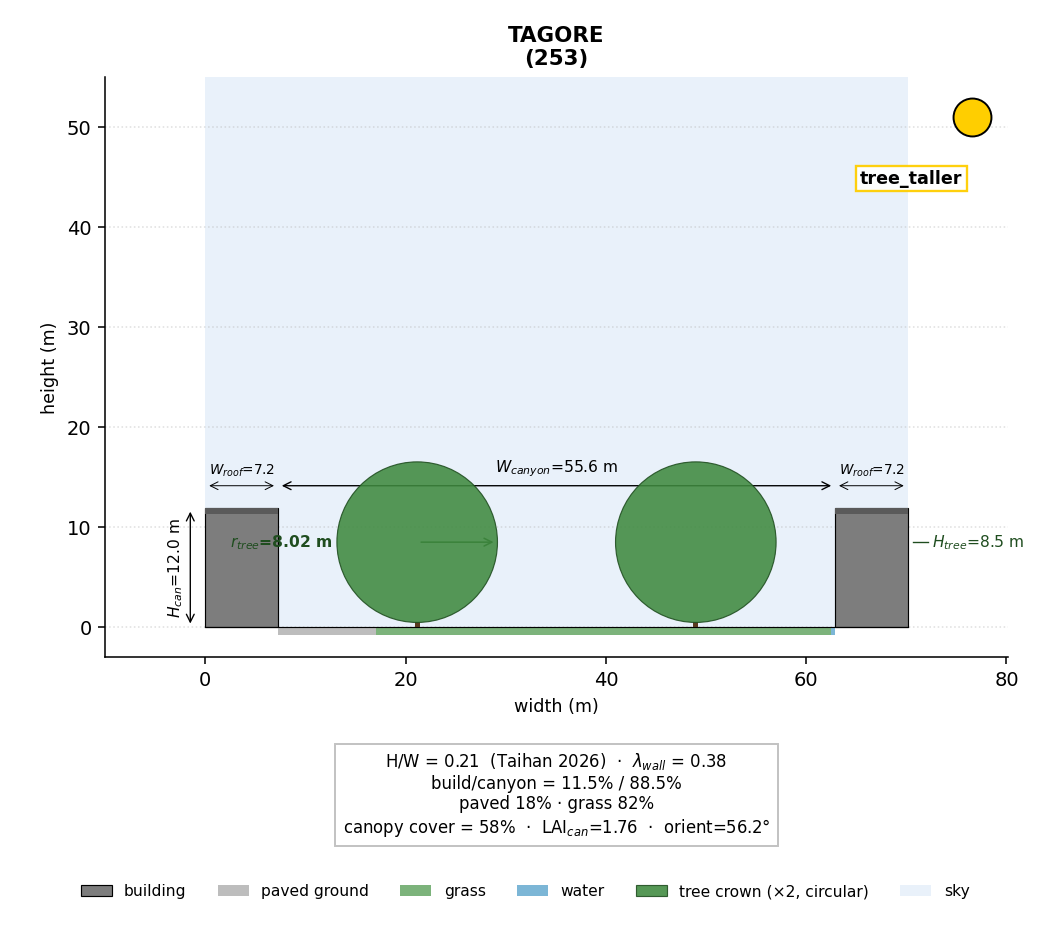 TAGORE
(253)
50
40
30
20
10
0
height (m)
tree_taller
W_roof=7.2
W_canyon=55.6 m
W_roof=7.2
H_can=12.0 m
r_tree=8.02 m
H_tree=8.5 m
0
20
40
60
80
width (m)
H/W = 0.21 (Taihan 2026) · λ_wall = 0.38
build/canyon = 11.5% / 88.5%
paved 18% · grass 82%
canopy cover = 58% · LAI_can=1.76 · orient=56.2°
building
paved ground
grass
water
tree crown (×2, circular)
sky